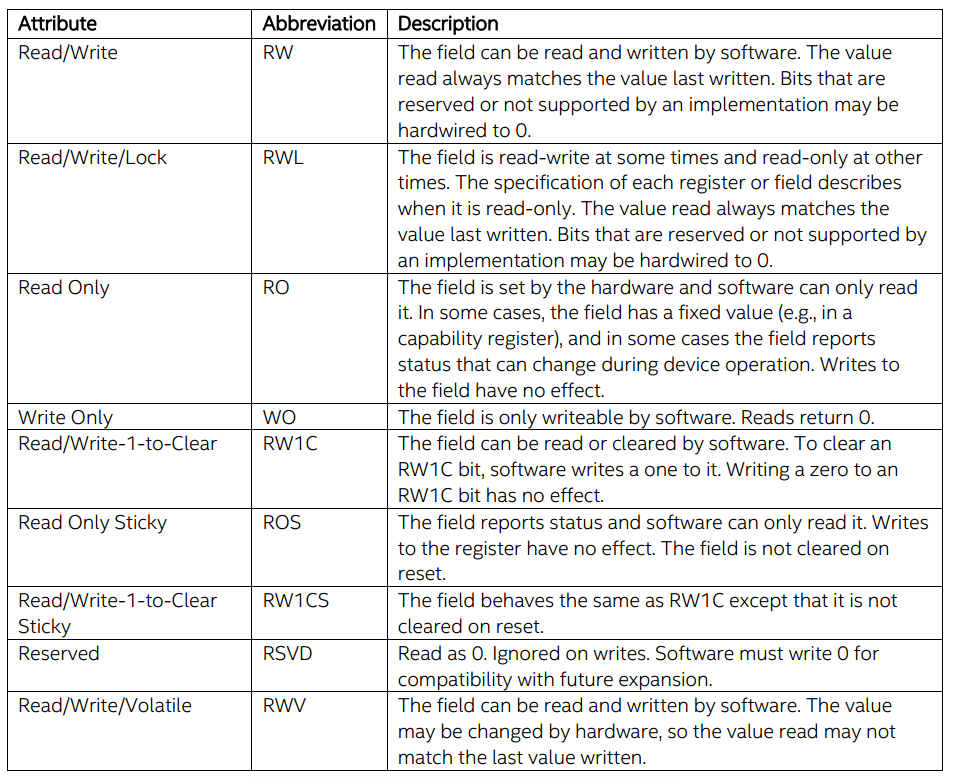 Attribute Abbreviation Description
Read/Write RW The field can be read and written by software. The value
read always matches the value last written. Bits that are
reserved or not supported by an implementation may be
hardwired to 0.
Read/Write/Lock RWL The field is read-write at some times and read-only at other
times. The specification of each register or field describes
when it is read-only. The value read always matches the
value last written. Bits that are reserved or not supported by
an implementation may be hardwired to 0.
Read Only RO The field is set by the hardware and software can only read
it. In some cases, the field has a fixed value (e.g., in a
capability register), and in some cases the field reports
status that can change during device operation. Writes to
the field have no effect.
Write Only WO The field is only writeable by software. Reads return 0.
Read/Write-1-to-Clear RW1C The field can be read or cleared by software. To clear an
RW1C bit, software writes a one to it. Writing a zero to an
RW1C bit has no effect.
Read Only Sticky ROS The field reports status and software can only read it. Writes
to the register have no effect. The field is not cleared on
reset.
Read/Write-1-to-Clear RW1CS The field behaves the same as RW1C except that it is not
Sticky cleared on reset.
Reserved RSVD Read as 0. Ignored on writes. Software must write 0 for
compatibility with future expansion.
Read/Write/Volatile RWV The field can be read and written by software. The value
may be changed by hardware, so the value read may not
match the last value written.